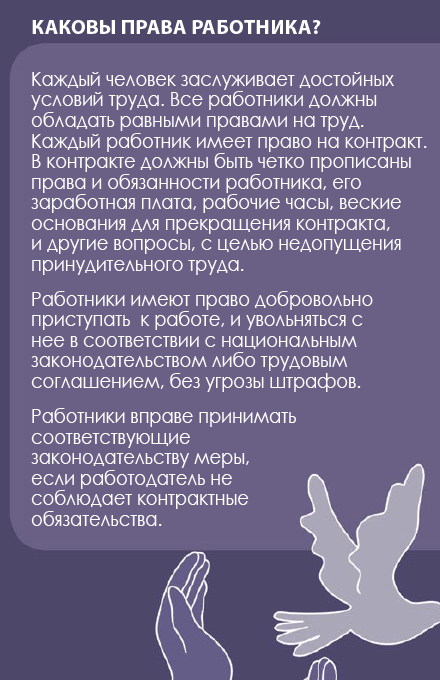 КАКОВЫ ПРАВА РАБОТНИКА?
Каждый человек заслуживает достойных
условий труда. Все работники должны
обладать равными правами на труд.
Каждый работник имеет право на контракт.
В контракте должны быть четко прописаны
права и обязанности работника, его
заработная плата, рабочие часы, веские
основания для прекращения контракта,
и другие вопросы, с целью недопущения
принудительного труда.
Работники имеют право добровольно
приступать к работе, и увольняться с
нее в соответствии с национальным
законодательством либо трудовым
соглашением, без угрозы штрафов.
Работники вправе принимать
соответствующие
законодательству меры,
если работодатель не
соблюдает контрактные
обязательства.